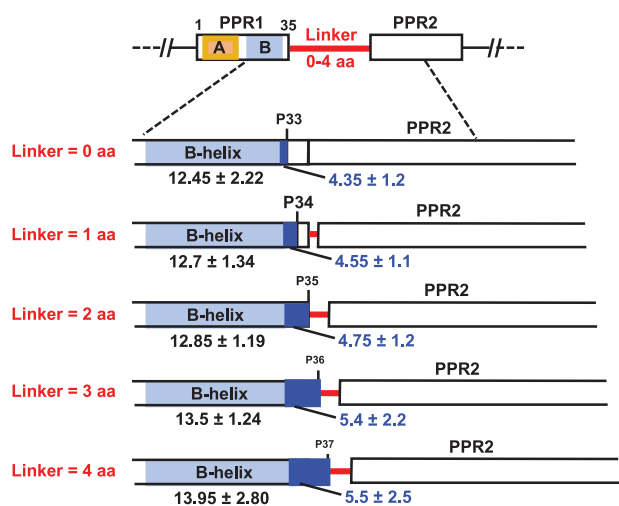 1 PPR1 35 Linker PPR2
A B 0-4 aa
P33 PPR2
Linker = 0 aa B-helix
12.45 ± 2.22 4.35 ± 1.2
P34 PPR2
Linker = 1 aa B-helix
12.7 ± 1.34 4.55 ± 1.1
P35 PPR2
Linker = 2 aa B-helix
12.85 ± 1.19 4.75 ± 1.2
P36 PPR2
Linker = 3 aa B-helix
13.5 ± 1.24 5.4 ± 2.2
P37 PPR2
Linker = 4 aa B-helix
13.95 ± 2.80 5.5 ± 2.5